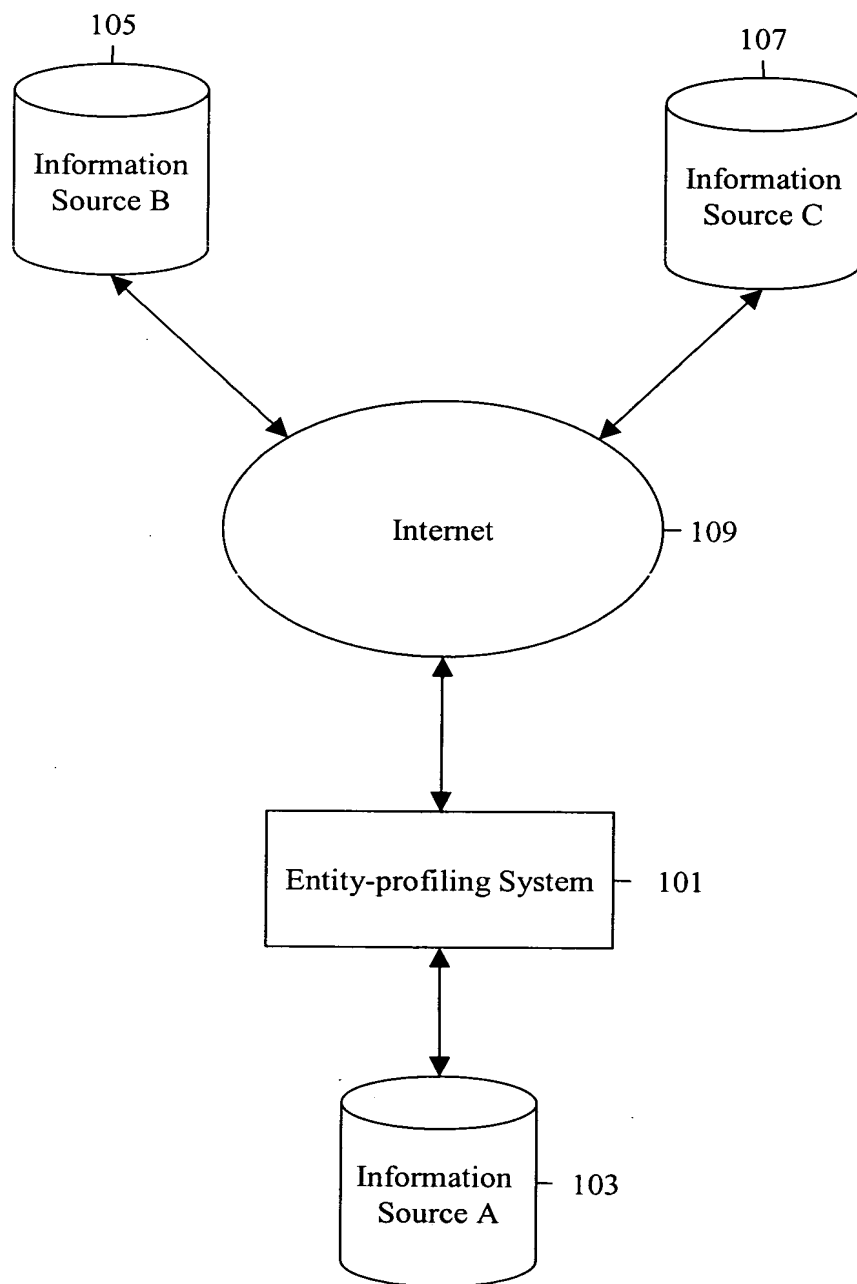 105
107
Information
Source B
Information
Source C
Internet
109
Entity-profiling System
101
Information
Source A
103